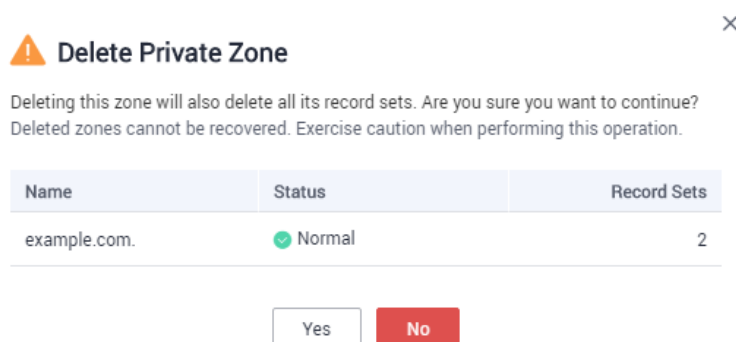 Delete Private Zone
Deleting this zone will also delete all its record sets. Are you sure you want to continue?
Deleted zones cannot be recovered. Exercise caution when performing this operation.
Name Status Record Sets
example.com. Normal 2
Yes No